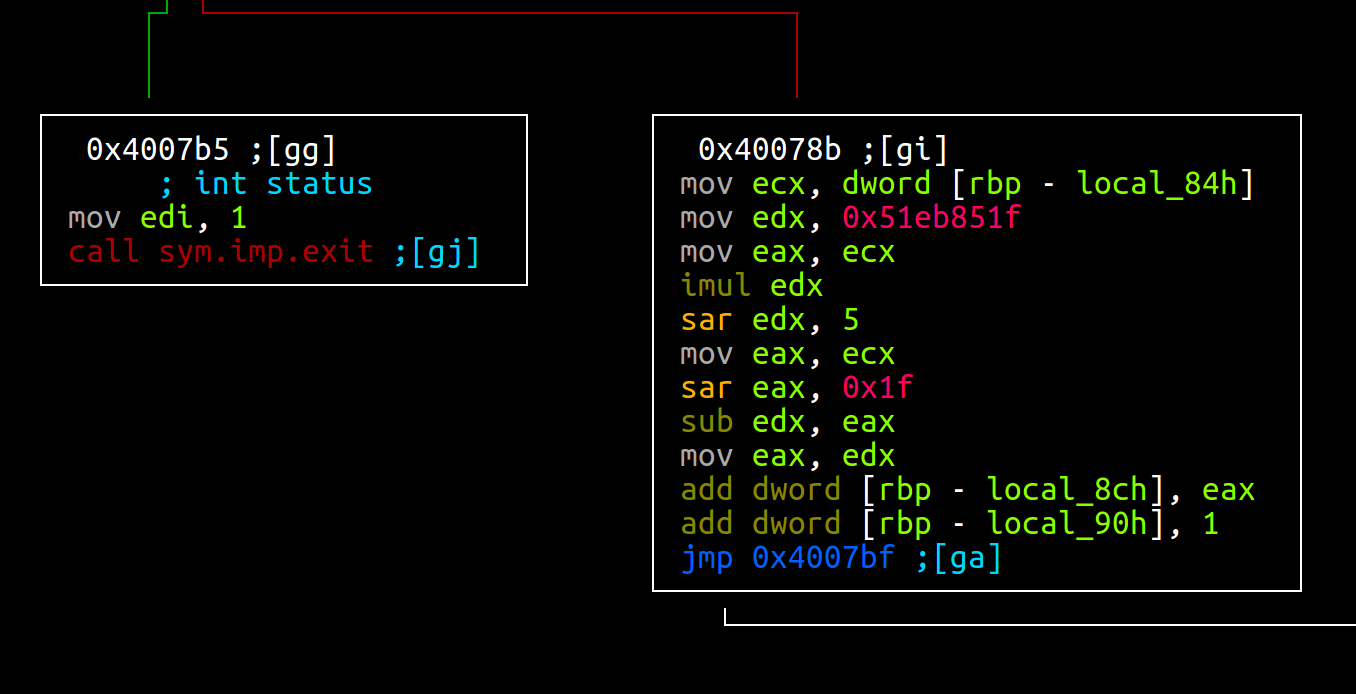 0x4007b5 ;[gg]
; int status
mov edi, 1
call sym.imp.exit ;[gj]
0x40078b ;[gi]
mov ecx, dword [rbp - local_84h]
mov edx, 0x51eb851f
mov eax, ecx
imul edx
sar edx, 5
mov eax, ecx
sar eax, 0x1f
sub edx, eax
mov eax, edx
add dword [rbp - local_8ch], eax
add dword [rbp - local_90h], 1
jmp 0x4007bf ;[ga]